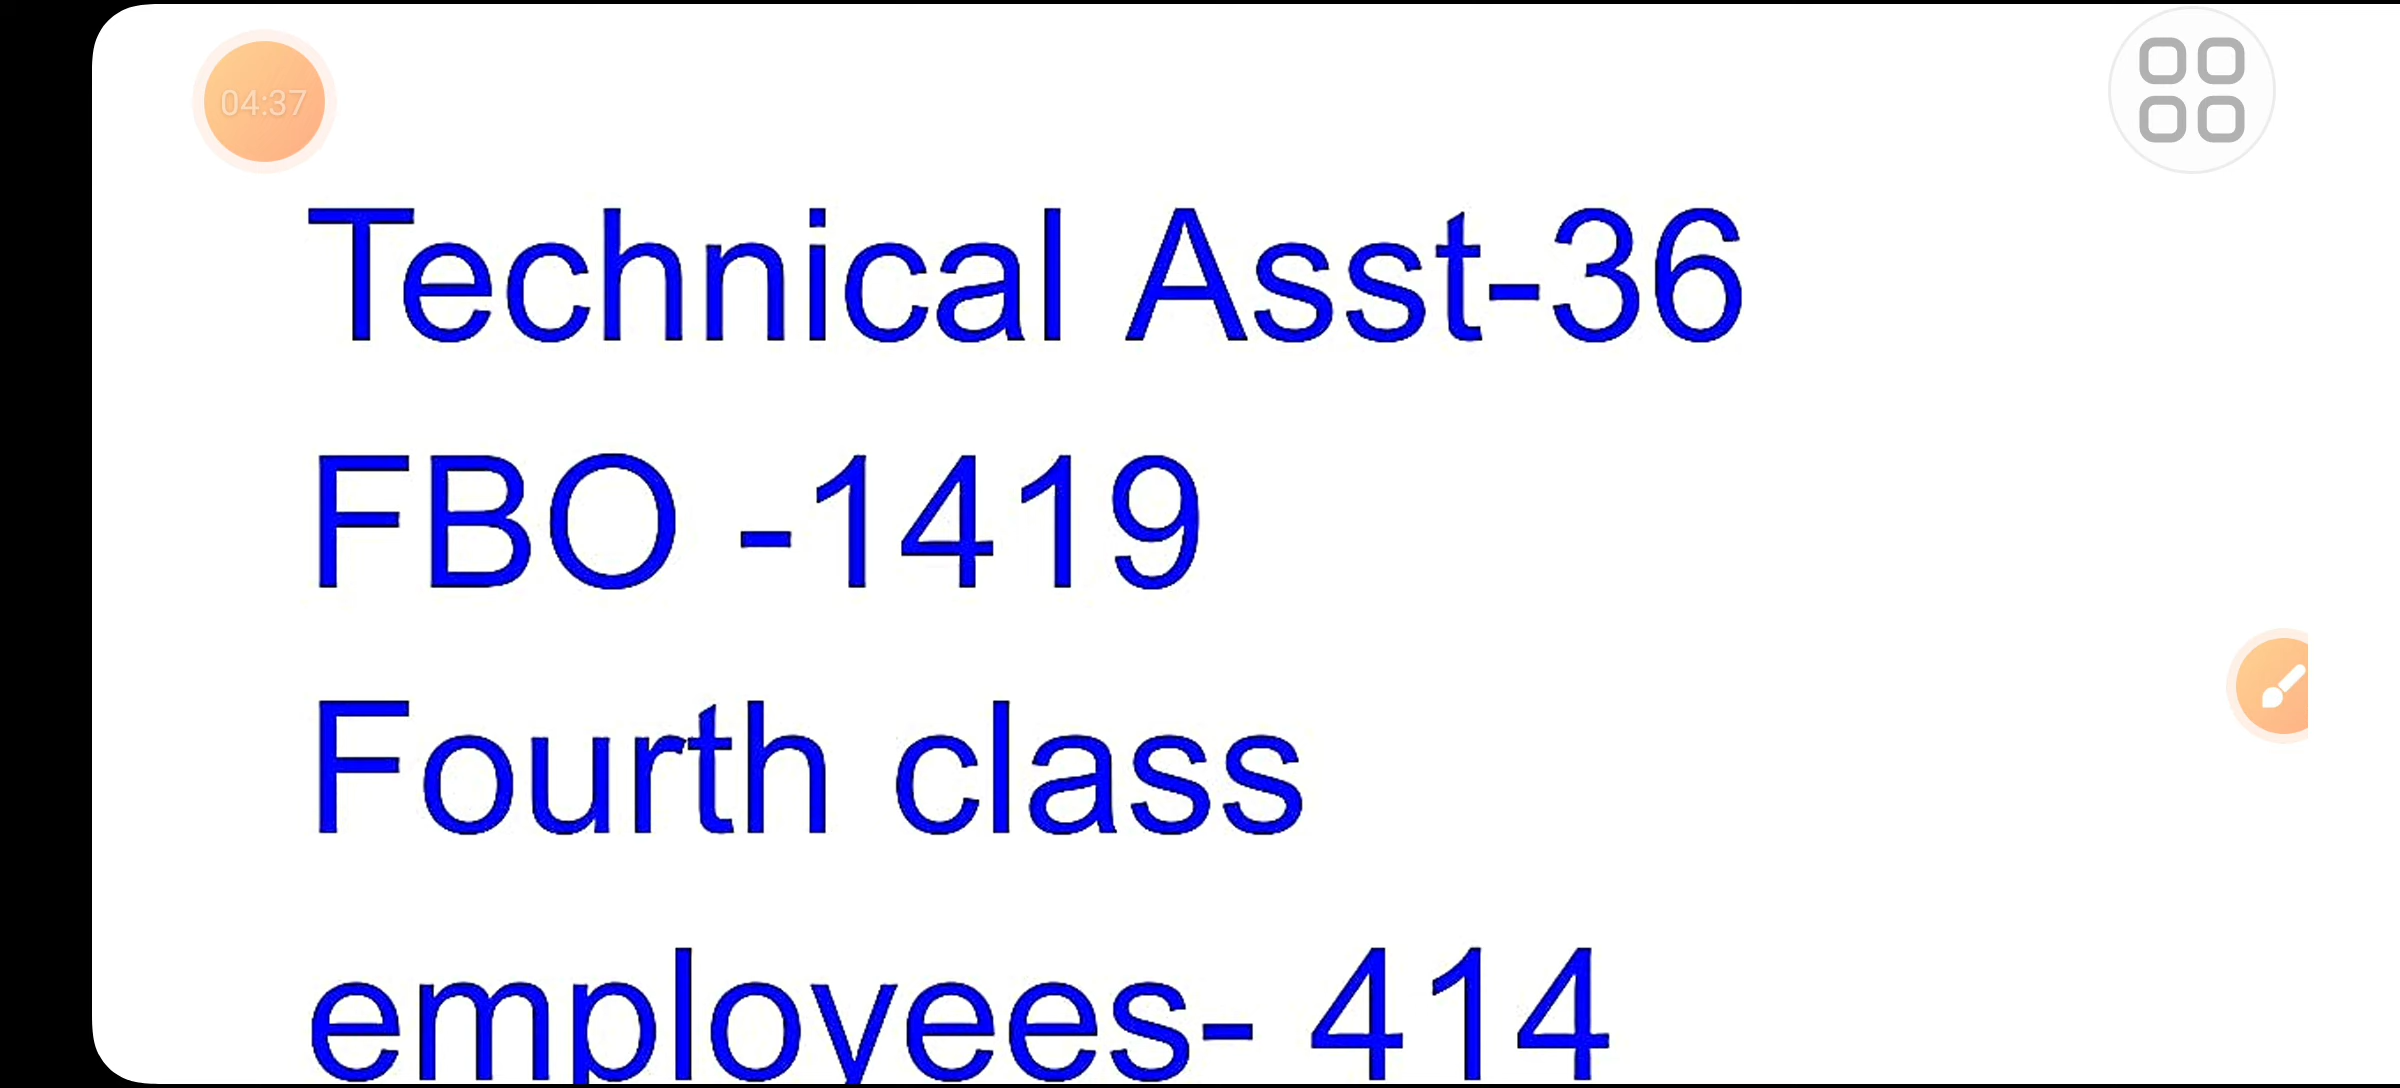 04:37
Technical Asst-36
FBO -1419
Fourth class
employees- 414